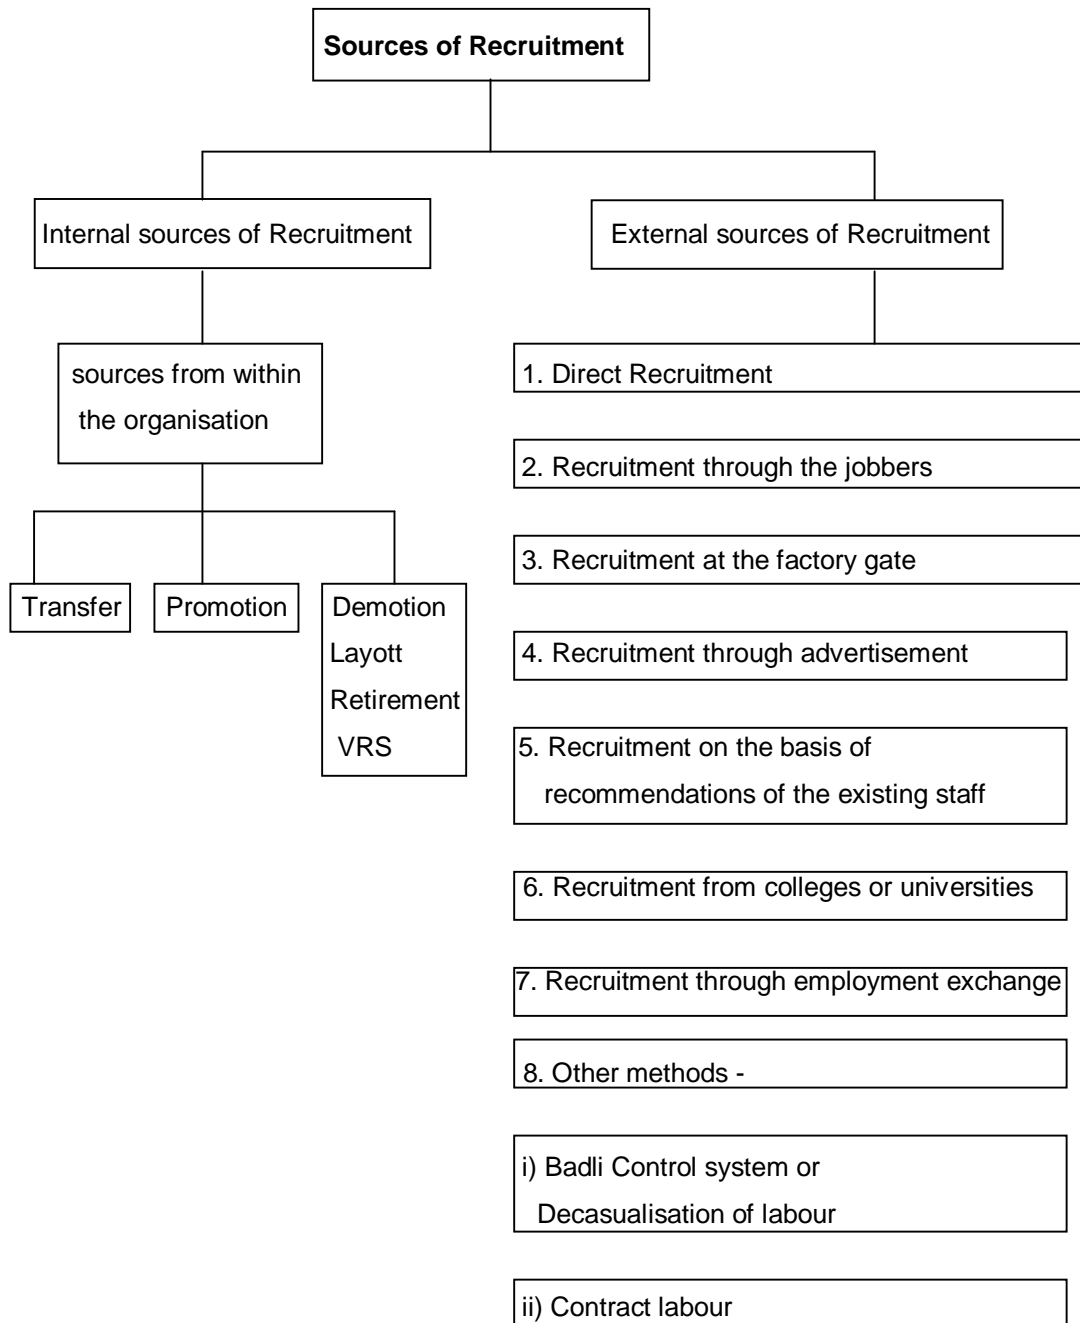 Sources of Recruitment
Internal sources of Recruitment
sources from within
the organisation
Transfer
Promotion
Demotion
Layott
Retirement
VRS
External sources of Recruitment
1. Direct Recruitment
2. Recruitment through the jobbers
3. Recruitment at the factory gate
4. Recruitment through advertisement
5. Recruitment on the basis of
recommendations of the existing staff
6. Recruitment from colleges or universities
7. Recruitment through employment exchange
8. Other methods -
i) Badli Control system or
Decasualisation of labour
ii) Contract labour